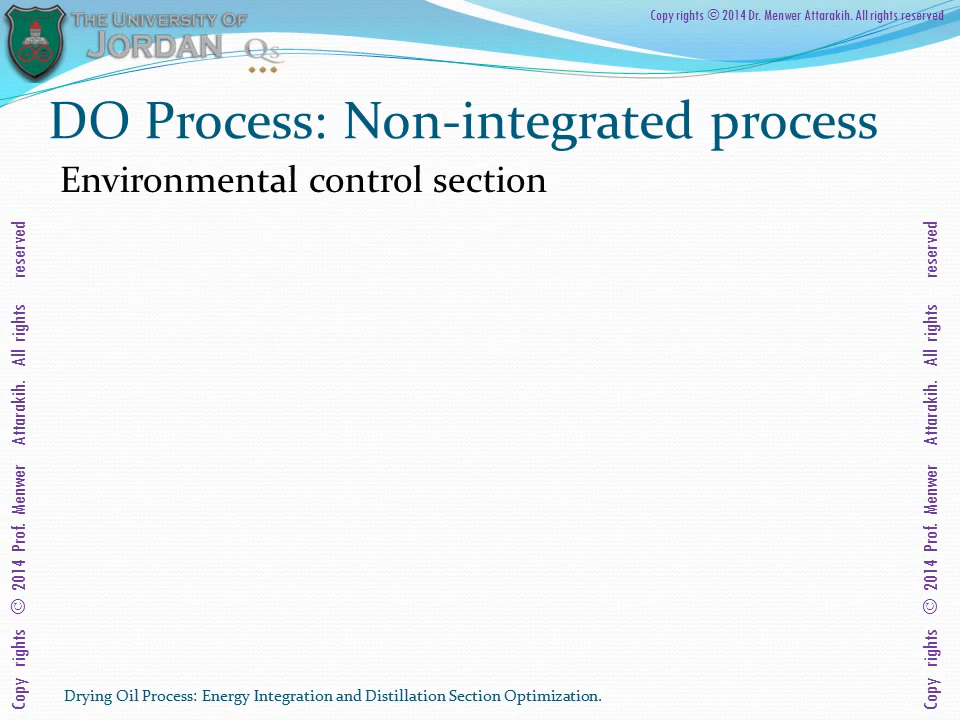 THE UNIVERSITY OF
JORDAN QS
Copy rights © 2014 Dr. Menwer Attarakih. All rights reserved
DO Process: Non-integrated process
Environmental control section
Copy rights © 2014 Prof. Menwer Attarakih. All rights reserved
Copy rights © 2014 Prof. Menwer Attarakih. All rights reserved
Drying Oil Process: Energy Integration and Distillation Section Optimization.